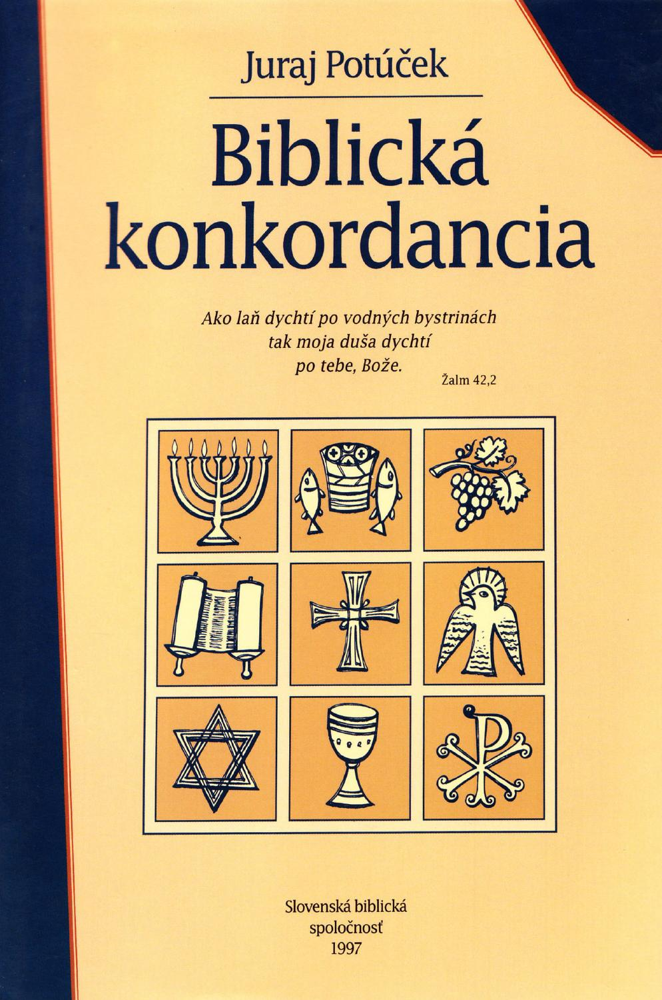 Juraj Potúček
Biblická
konkordancia
Ako laň dychtí po vodných bystrinách
tak moja duša dychtí
po tebe, Bože.
Žalm 42,2
Slovenská biblická
spoločnosť
1997